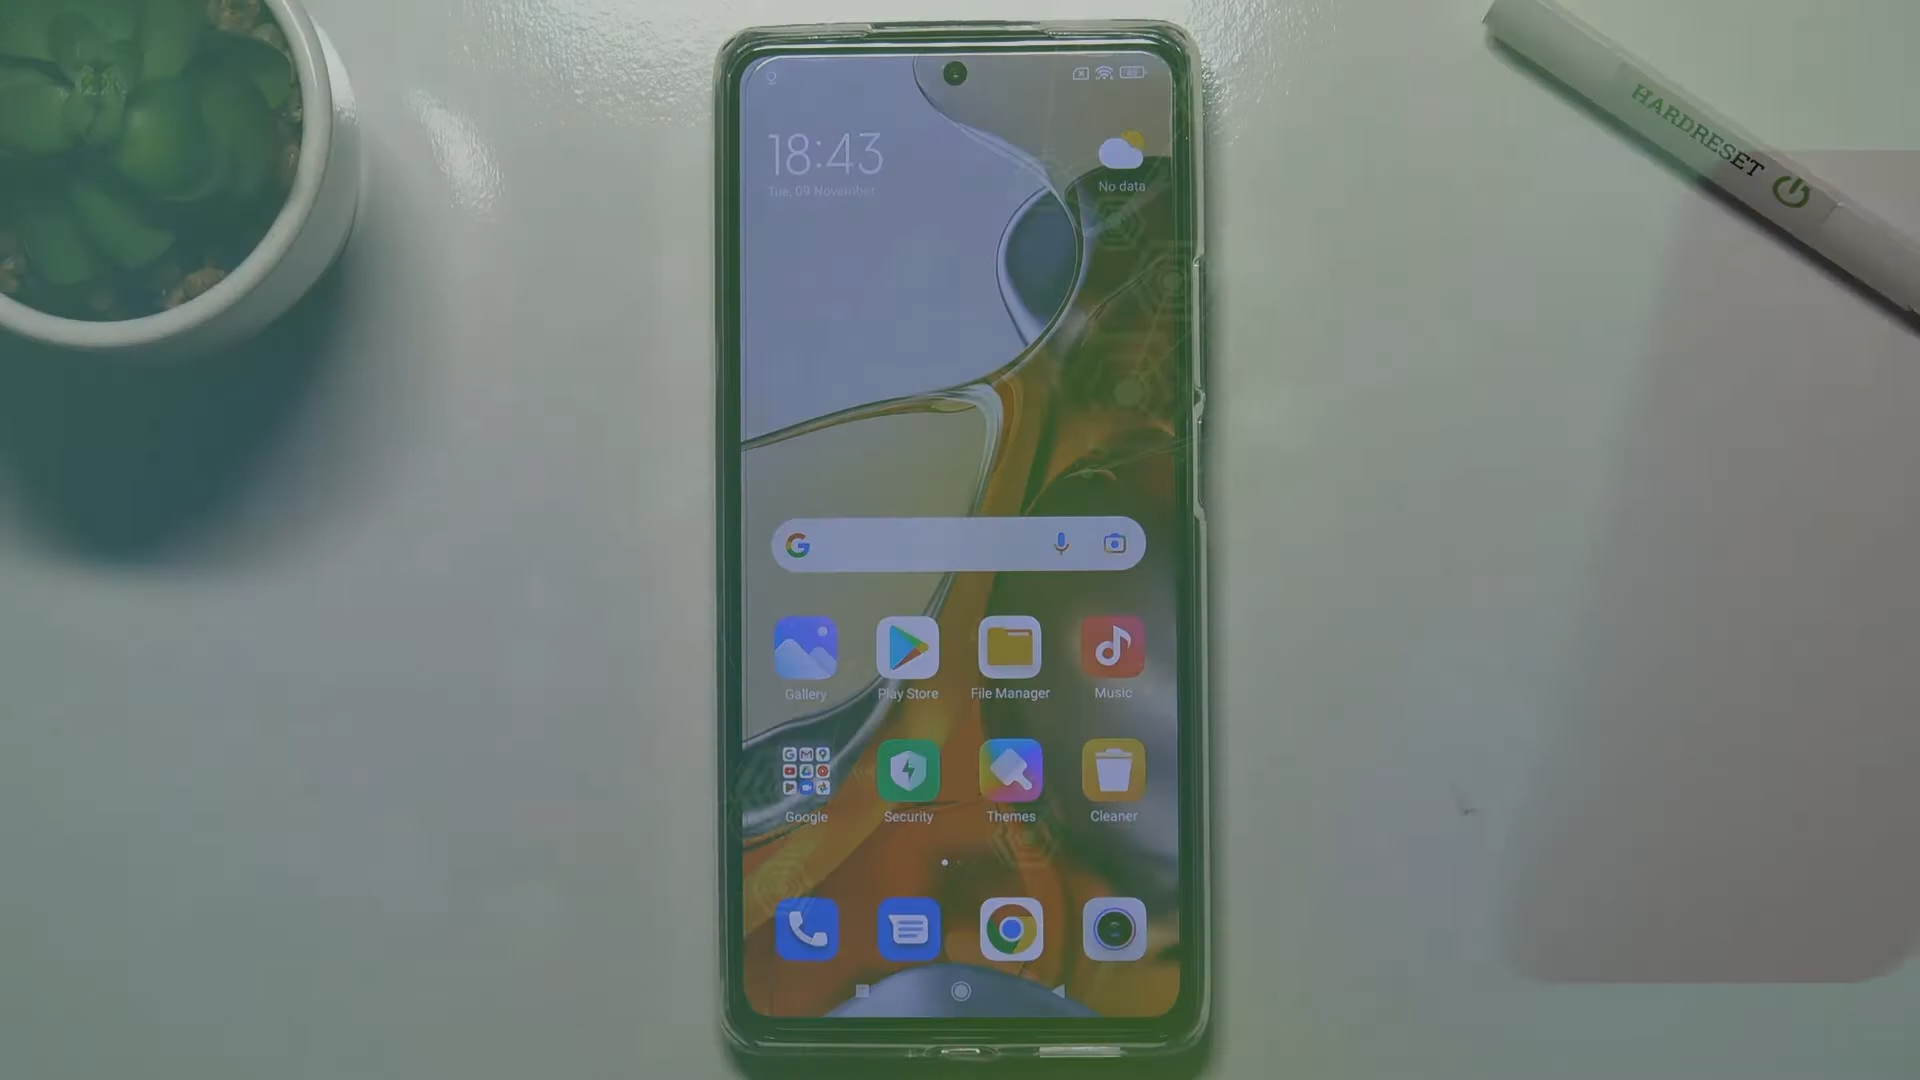 HARDRESET
18:43
Tue, 09 November
No data
Gallery
Play Store
File Manager
Music
Google
Security
Themes
Cleaner